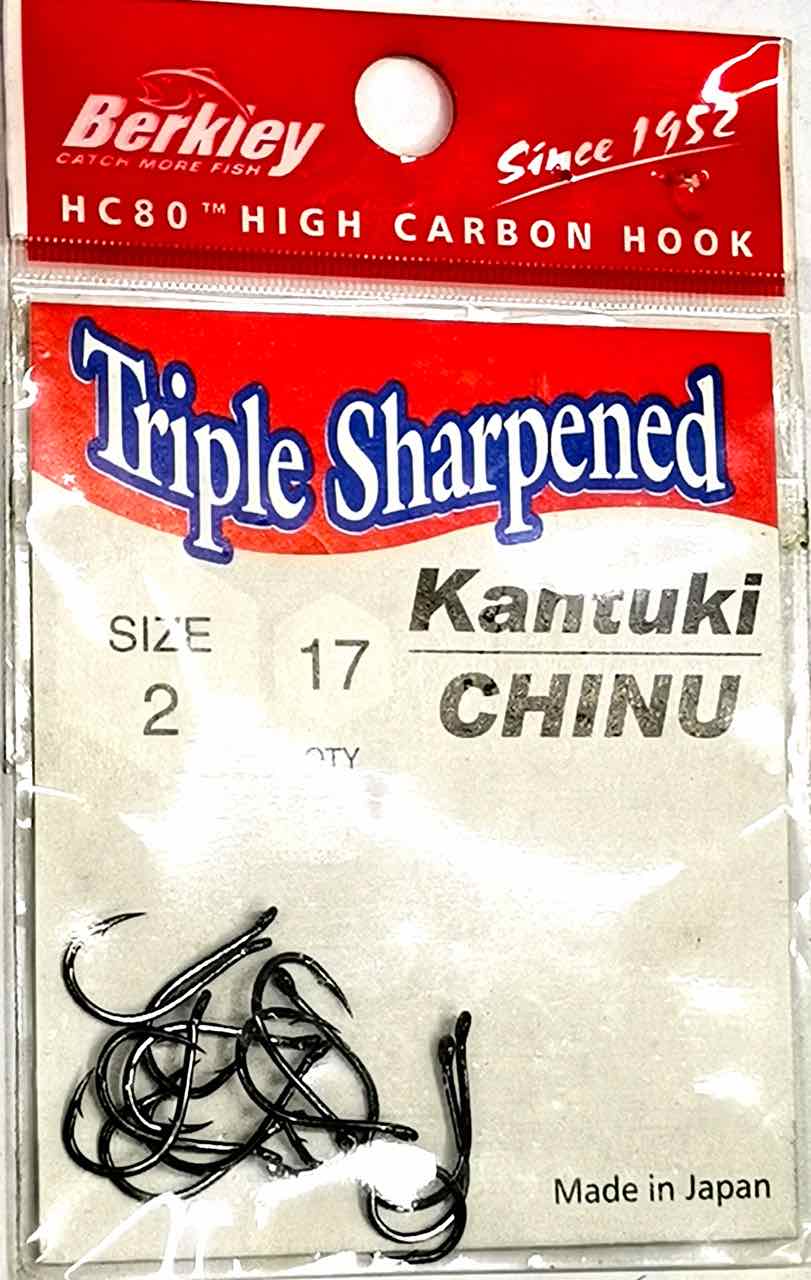 Berkley
CATCH MORE FISH
Since 1952
HC80™ HIGH CARBON HOOK
Triple Sharpened
Kantuki
CHINU
SIZE
2
17
QTY
Made in Japan